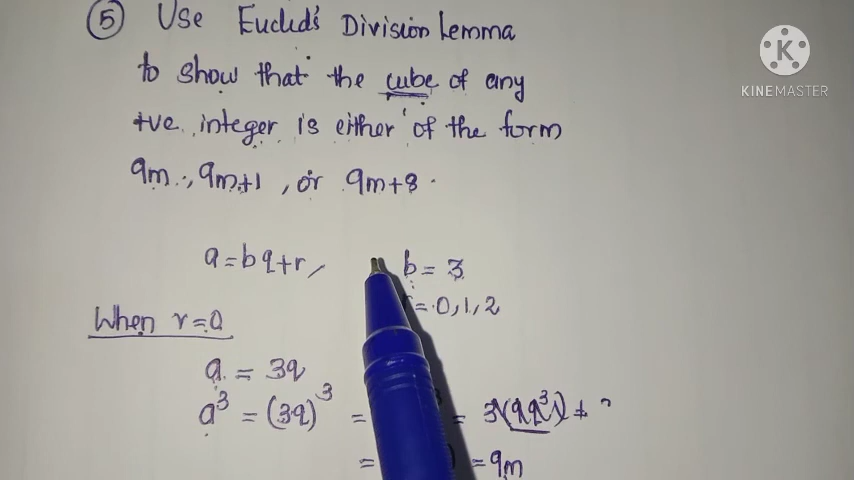 5 Use Euclid's Division Lemma
to show that the cube of any
+ve integer is either of the form
9m, 9m+1, or 9m+8.
a = bq+r, b = 3
= 0, 1, 2
When r=0
a = 3q
a³ = (3q)³ = = 3(9q³)+
= = 9m
K
KINEMASTER